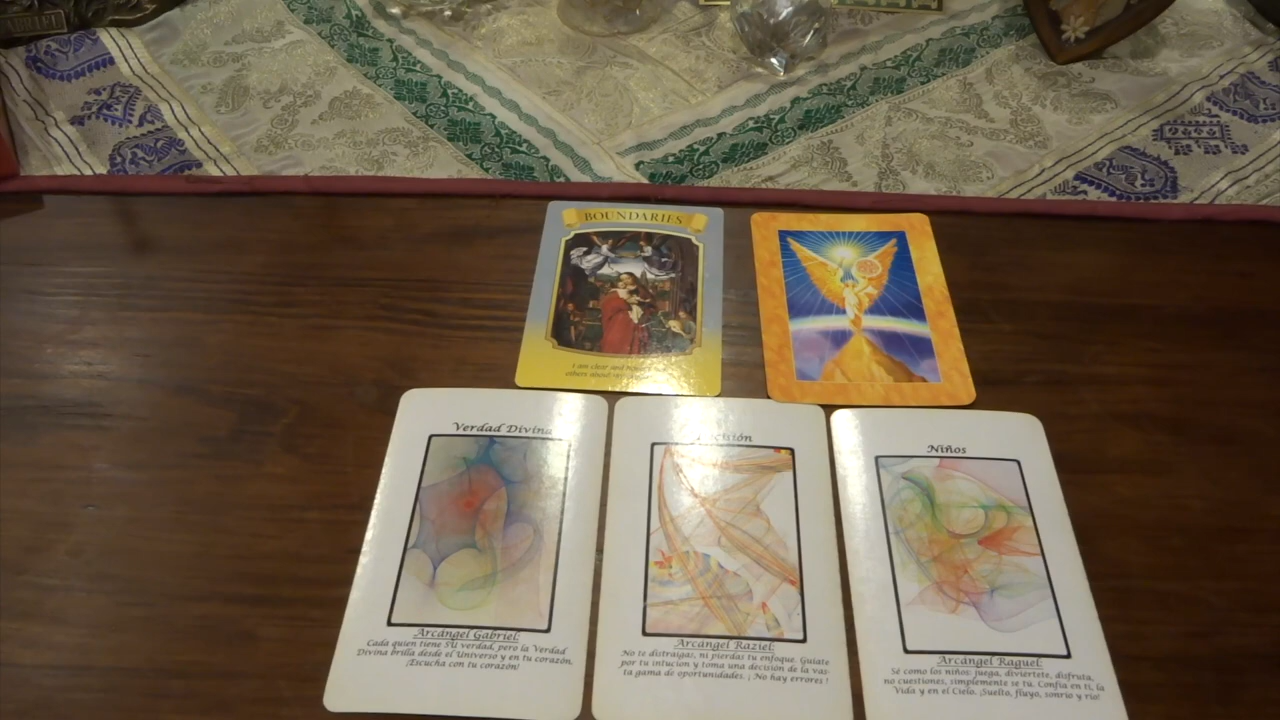 BOUNDARIES
I am clear and
others about
Verdad Divina
Niños
Arcángel Gabriel:
Cada quien tiene SU verdad, pero la Verdad
Divina brilla desde el Universo y en tu corazón,
¡Escucha con tu corazón!
Arcángel Raziel:
No te distraigas, ni pierdas tu enfoque. Guíate
por tu intución y toma una decisión de la vas-
ta gama de oportunidades. ¡ No hay errores !
Arcángel Raguel:
Sé como los niños: juega, diviértete, disfruta,
no cuestiones, simplemente se tú. Confía en ti, la
Vida y en el Cielo. ¡Suelto, fluyo, sonrío y río!